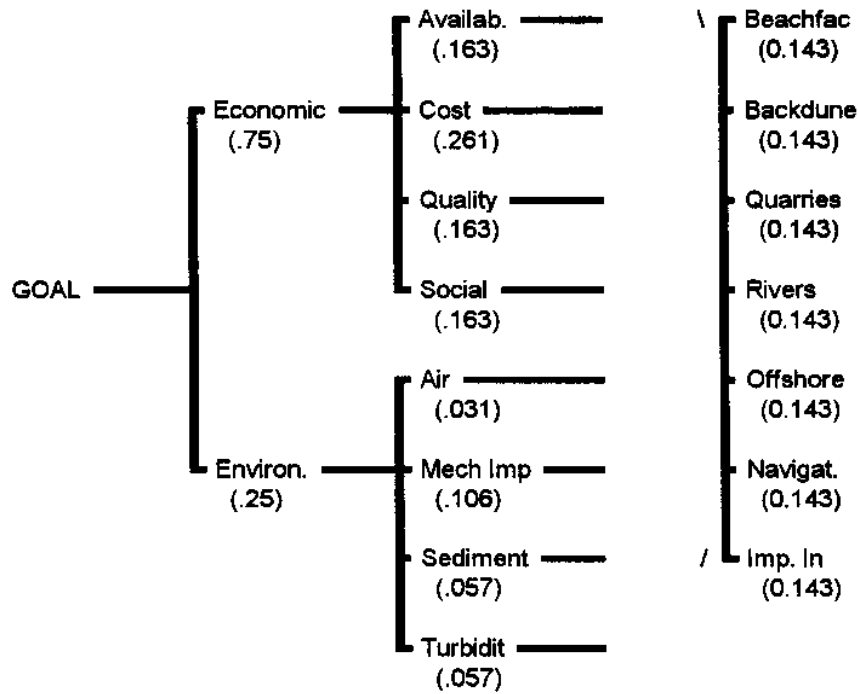 GOAL
Economic
(.75)
Environ.
(.25)
Availab.
(.163)
Cost
(.261)
Quality
(.163)
Social
(.163)
Air
(.031)
Mech Imp
(.106)
Sediment
(.057)
Turbidit
(.057)
\
/
Beachfac
(0.143)
Backdune
(0.143)
Quarries
(0.143)
Rivers
(0.143)
Offshore
(0.143)
Navigat.
(0.143)
Imp. In
(0.143)